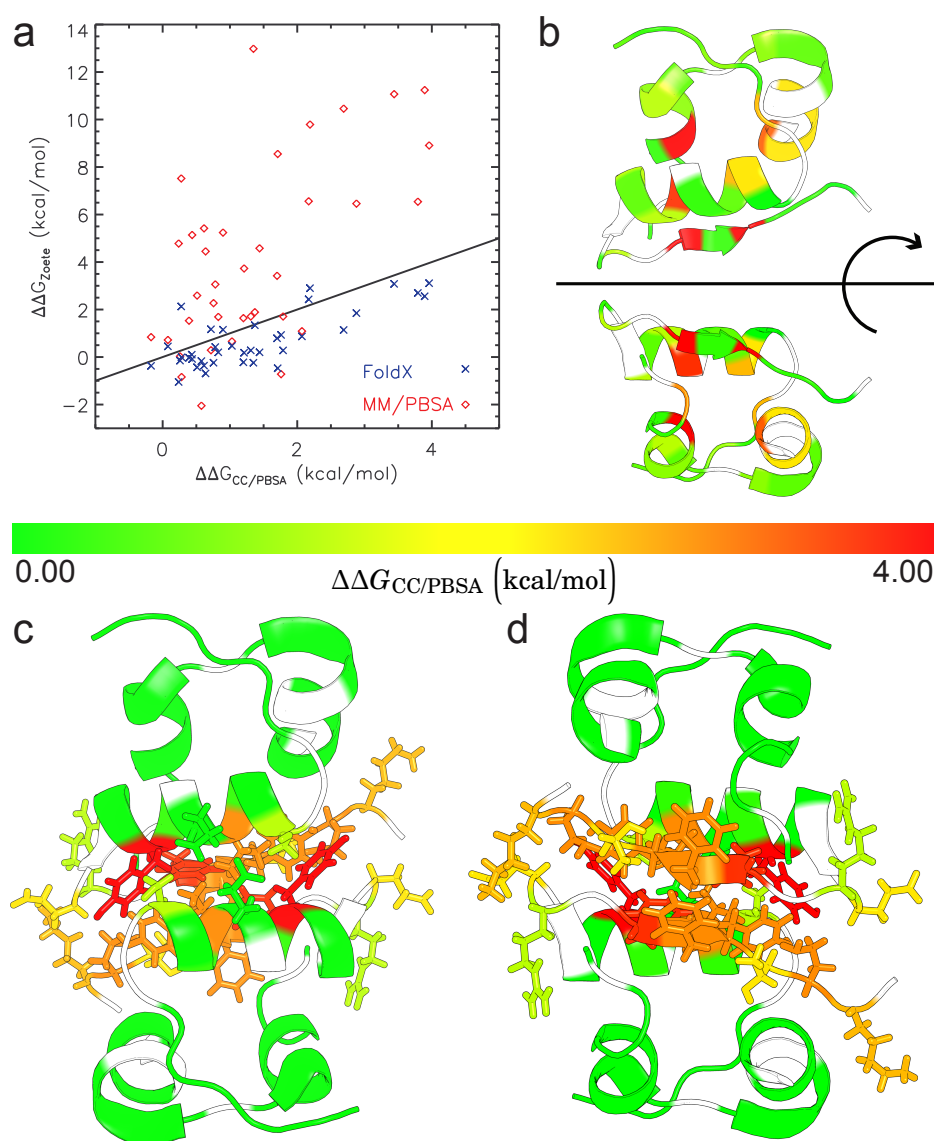 a
14
12
10
8
6
4
2
0
−2
ΔΔG_Zoete (kcal/mol)
FoldX
MM/PBSA
0 2 4
ΔΔG_CC/PBSA (kcal/mol)
b
0.00 4.00
ΔΔG_CC/PBSA (kcal/mol)
c
d